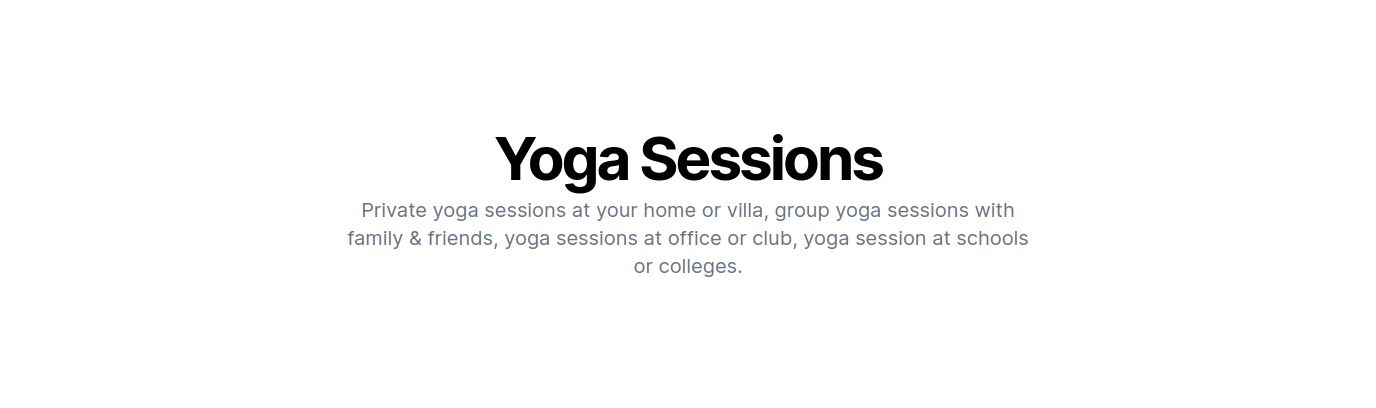 Yoga Sessions
Private yoga sessions at your home or villa, group yoga sessions with
family & friends, yoga sessions at office or club, yoga session at schools
or colleges.